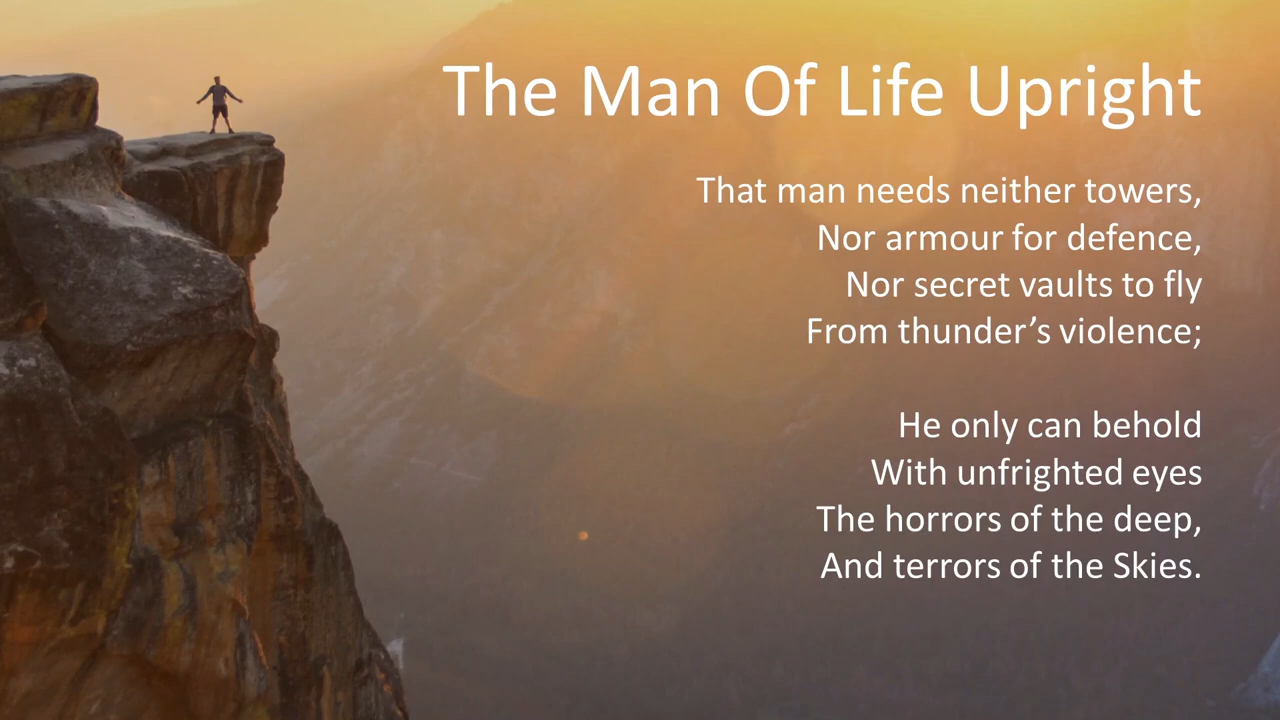 The Man Of Life Upright
That man needs neither towers,
Nor armour for defence,
Nor secret vaults to fly
From thunder’s violence;
He only can behold
With unfrighted eyes
The horrors of the deep,
And terrors of the Skies.